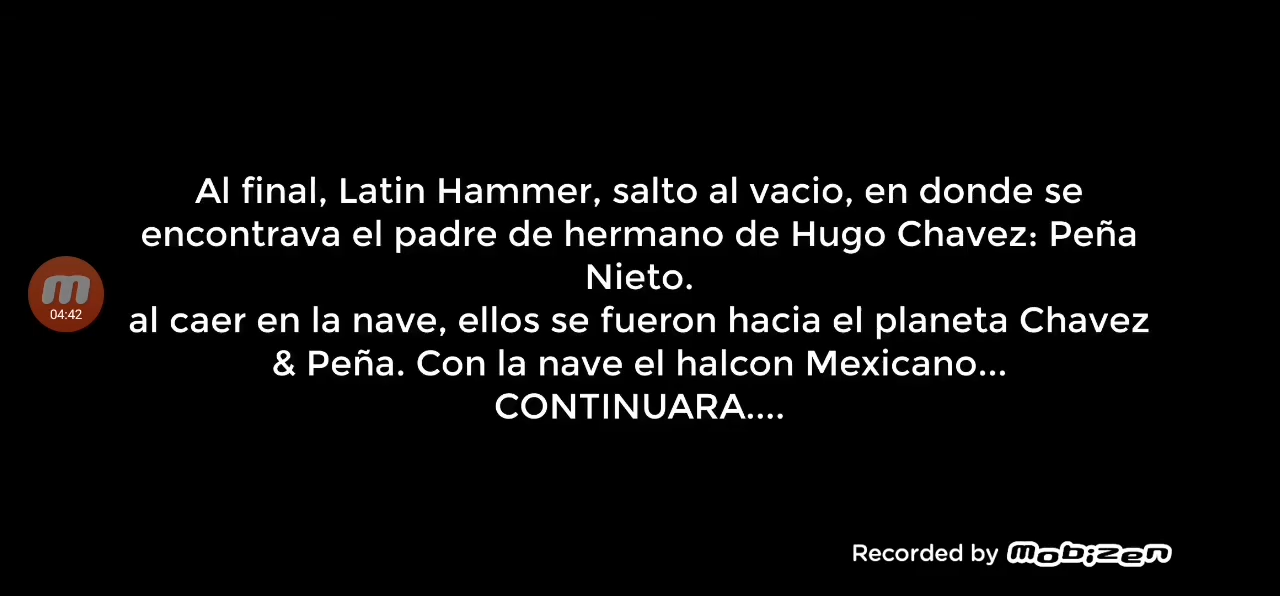 Al final, Latin Hammer, salto al vacio, en donde se
encontrava el padre de hermano de Hugo Chavez: Peña
Nieto.
al caer en la nave, ellos se fueron hacia el planeta Chavez
& Peña. Con la nave el halcon Mexicano...
CONTINUARA....
m
04:42
Recorded by mobizen